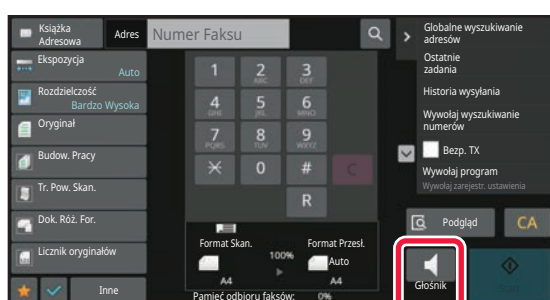 Książka
Adresowa
Adres
Numer Faksu
Ekspozycja
Auto
Rozdzielczość
Bardzo Wysoka
Oryginał
Budow. Pracy
Tr. Pow. Skan.
Dok. Róż. For.
Licznik oryginałów
Inne
1
2
ABC
3
DEF
4
GHI
5
JKL
6
MNO
7
PQRS
8
TUV
9
WXYZ
0
#
C
R
Format Skan.
100%
Format Przesł.
Auto
A4
A4
Pamięć odbioru faksów: 0%
Globalne wyszukiwanie
adresów
Ostatnie
zadania
Historia wysyłania
Wywołaj wyszukiwanie
numerów
Bezp. TX
Wywołaj program
Wywołaj zarejestr. ustawienia
Podgląd
CA
Głośnik